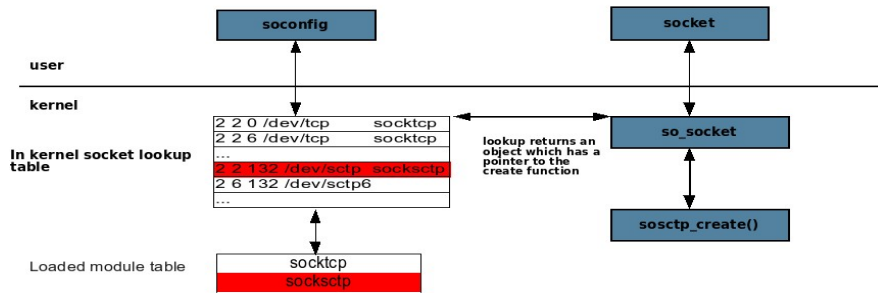 soconfig
socket
user
kernel
2 2 0 /dev/tcp socktcp
2 2 6 /dev/tcp socktcp
...
2 2 132 /dev/sctp socksctp
2 6 132 /dev/sctp6
...
In kernel socket lookup
table
lookup returns an
object which has a
pointer to the
create function
so_socket
sosctp_create()
Loaded module table
socktcp
socksctp